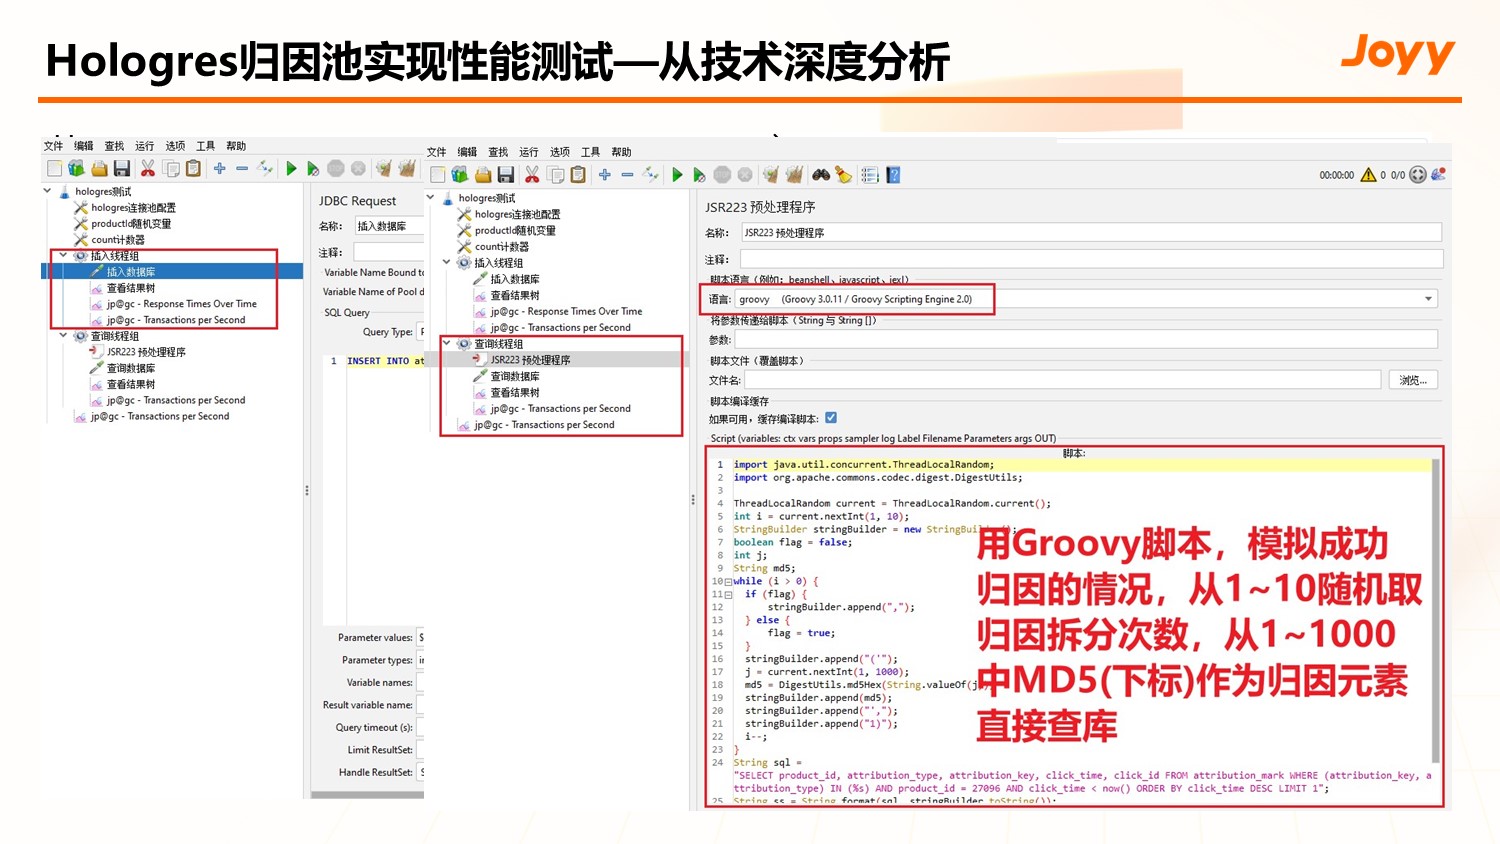 Hologres归因池实现性能测试—从技术深度分析
Joyy
文件 编辑 查找 运行 选项 工具 帮助
hologres测试
hologres连接池配置
productId随机变量
count计数器
插入线程组
插入数据库
查看结果树
jp@gc - Response Times Over Time
jp@gc - Transactions per Second
查询线程组
JSR223 预处理程序
查询数据库
查看结果树
jp@gc - Transactions per Second
jp@gc - Transactions per Second
JDBC Request
名称: 插入数据库
注释:
Variable Name Bound to
Variable Name of Pool d
SQL Query
Query Type:
1 INSERT INTO at
Parameter values: $
Parameter types: in
Variable names:
Result variable name:
Query timeout (s):
Limit ResultSet:
Handle ResultSet: S
文件 编辑 查找 运行 选项 工具 帮助
00:00:00 0 0/0
hologres测试
hologres连接池配置
productId随机变量
count计数器
插入线程组
插入数据库
查看结果树
jp@gc - Response Times Over Time
jp@gc - Transactions per Second
查询线程组
JSR223 预处理程序
查询数据库
查看结果树
jp@gc - Transactions per Second
jp@gc - Transactions per Second
JSR223 预处理程序
名称: JSR223 预处理程序
注释:
脚本语言（例如：beanshell、javascript、jexl）
语言: groovy (Groovy 3.0.11 / Groovy Scripting Engine 2.0)
将参数传递给脚本（String 与 String []）
参数:
脚本文件（覆盖脚本）
文件名: 浏览...
脚本编译缓存
如果可用，缓存编译脚本:
Script (variables: ctx vars props sampler log Label Filename Parameters args OUT)
脚本:
1 import java.util.concurrent.ThreadLocalRandom;
2 import org.apache.commons.codec.digest.DigestUtils;
3
4 ThreadLocalRandom current = ThreadLocalRandom.current();
5 int i = current.nextInt(1, 10);
6 StringBuilder stringBuilder = new StringBuilder();
7 boolean flag = false;
8 int j;
9 String md5;
10 while (i > 0) {
11 if (flag) {
12 stringBuilder.append(",");
13 } else {
14 flag = true;
15 }
16 stringBuilder.append("('");
17 j = current.nextInt(1, 1000);
18 md5 = DigestUtils.md5Hex(String.valueOf(j
19 stringBuilder.append(md5);
20 stringBuilder.append("',");
21 stringBuilder.append("1)");
22 i--;
23 }
24 String sql =
"SELECT product_id, attribution_type, attribution_key, click_time, click_id FROM attribution_mark WHERE (attribution_key, a
ttribution_type) IN (%s) AND product_id = 27096 AND click_time < now() ORDER BY click_time DESC LIMIT 1";
25 String ss = String.format(sql, stringBuilder.toString());
用Groovy脚本，模拟成功
归因的情况，从1~10随机取
归因拆分次数，从1~1000
中MD5(下标)作为归因元素
直接查库